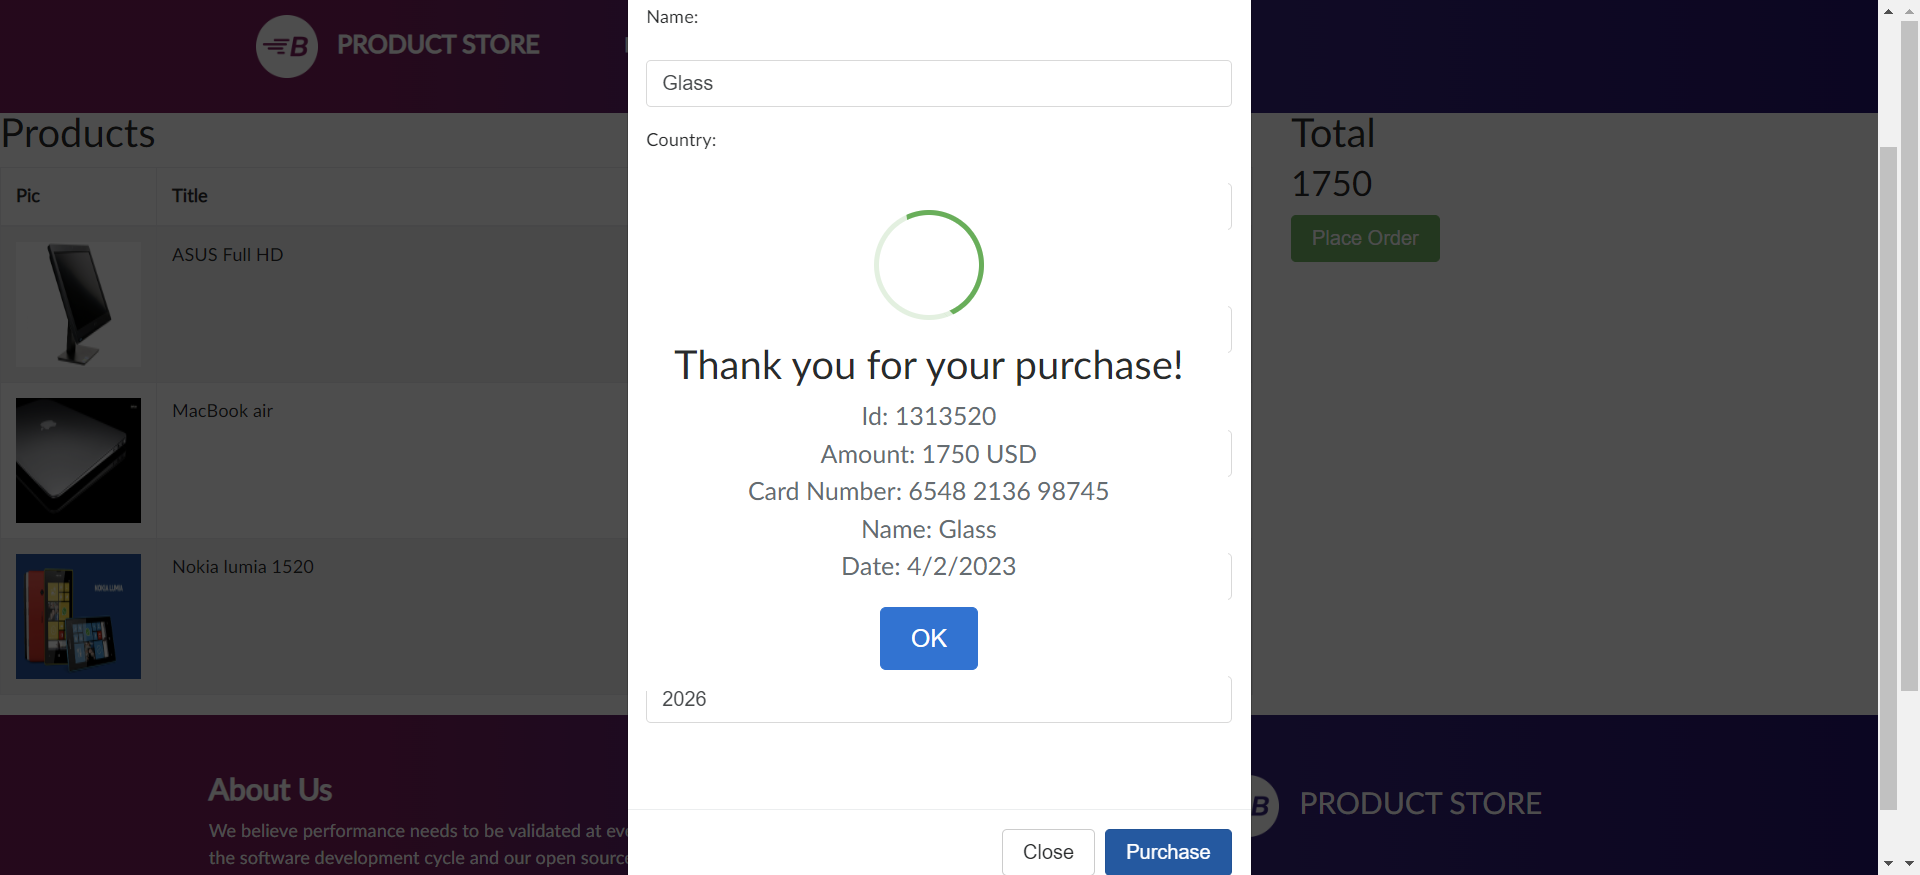 B PRODUCT STORE
Name:
Glass
Country:
Products
Total
1750
Place Order
Pic Title
ASUS Full HD
MacBook air
Nokia lumia 1520
NOKIA LUMIA
Thank you for your purchase!
Id: 1313520
Amount: 1750 USD
Card Number: 6548 2136 98745
Name: Glass
Date: 4/2/2023
OK
2026
Close
Purchase
About Us
We believe performance needs to be validated at eve
the software development cycle and our open source
B PRODUCT STORE